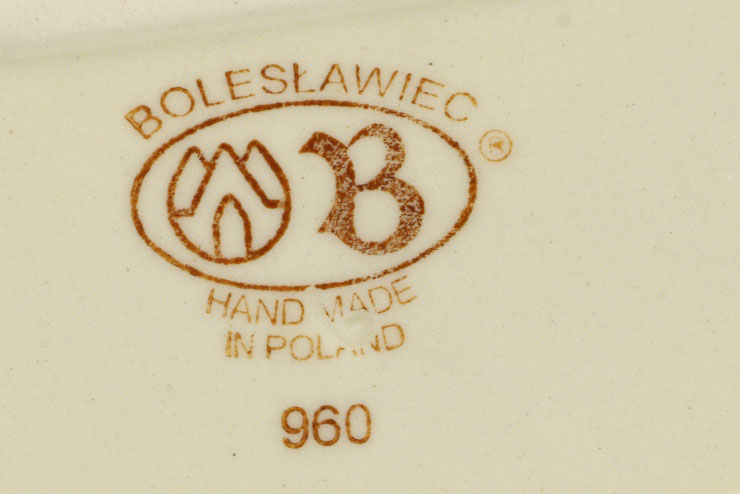 BOLESŁAWIEC
B
HAND MADE
IN POLAND
960